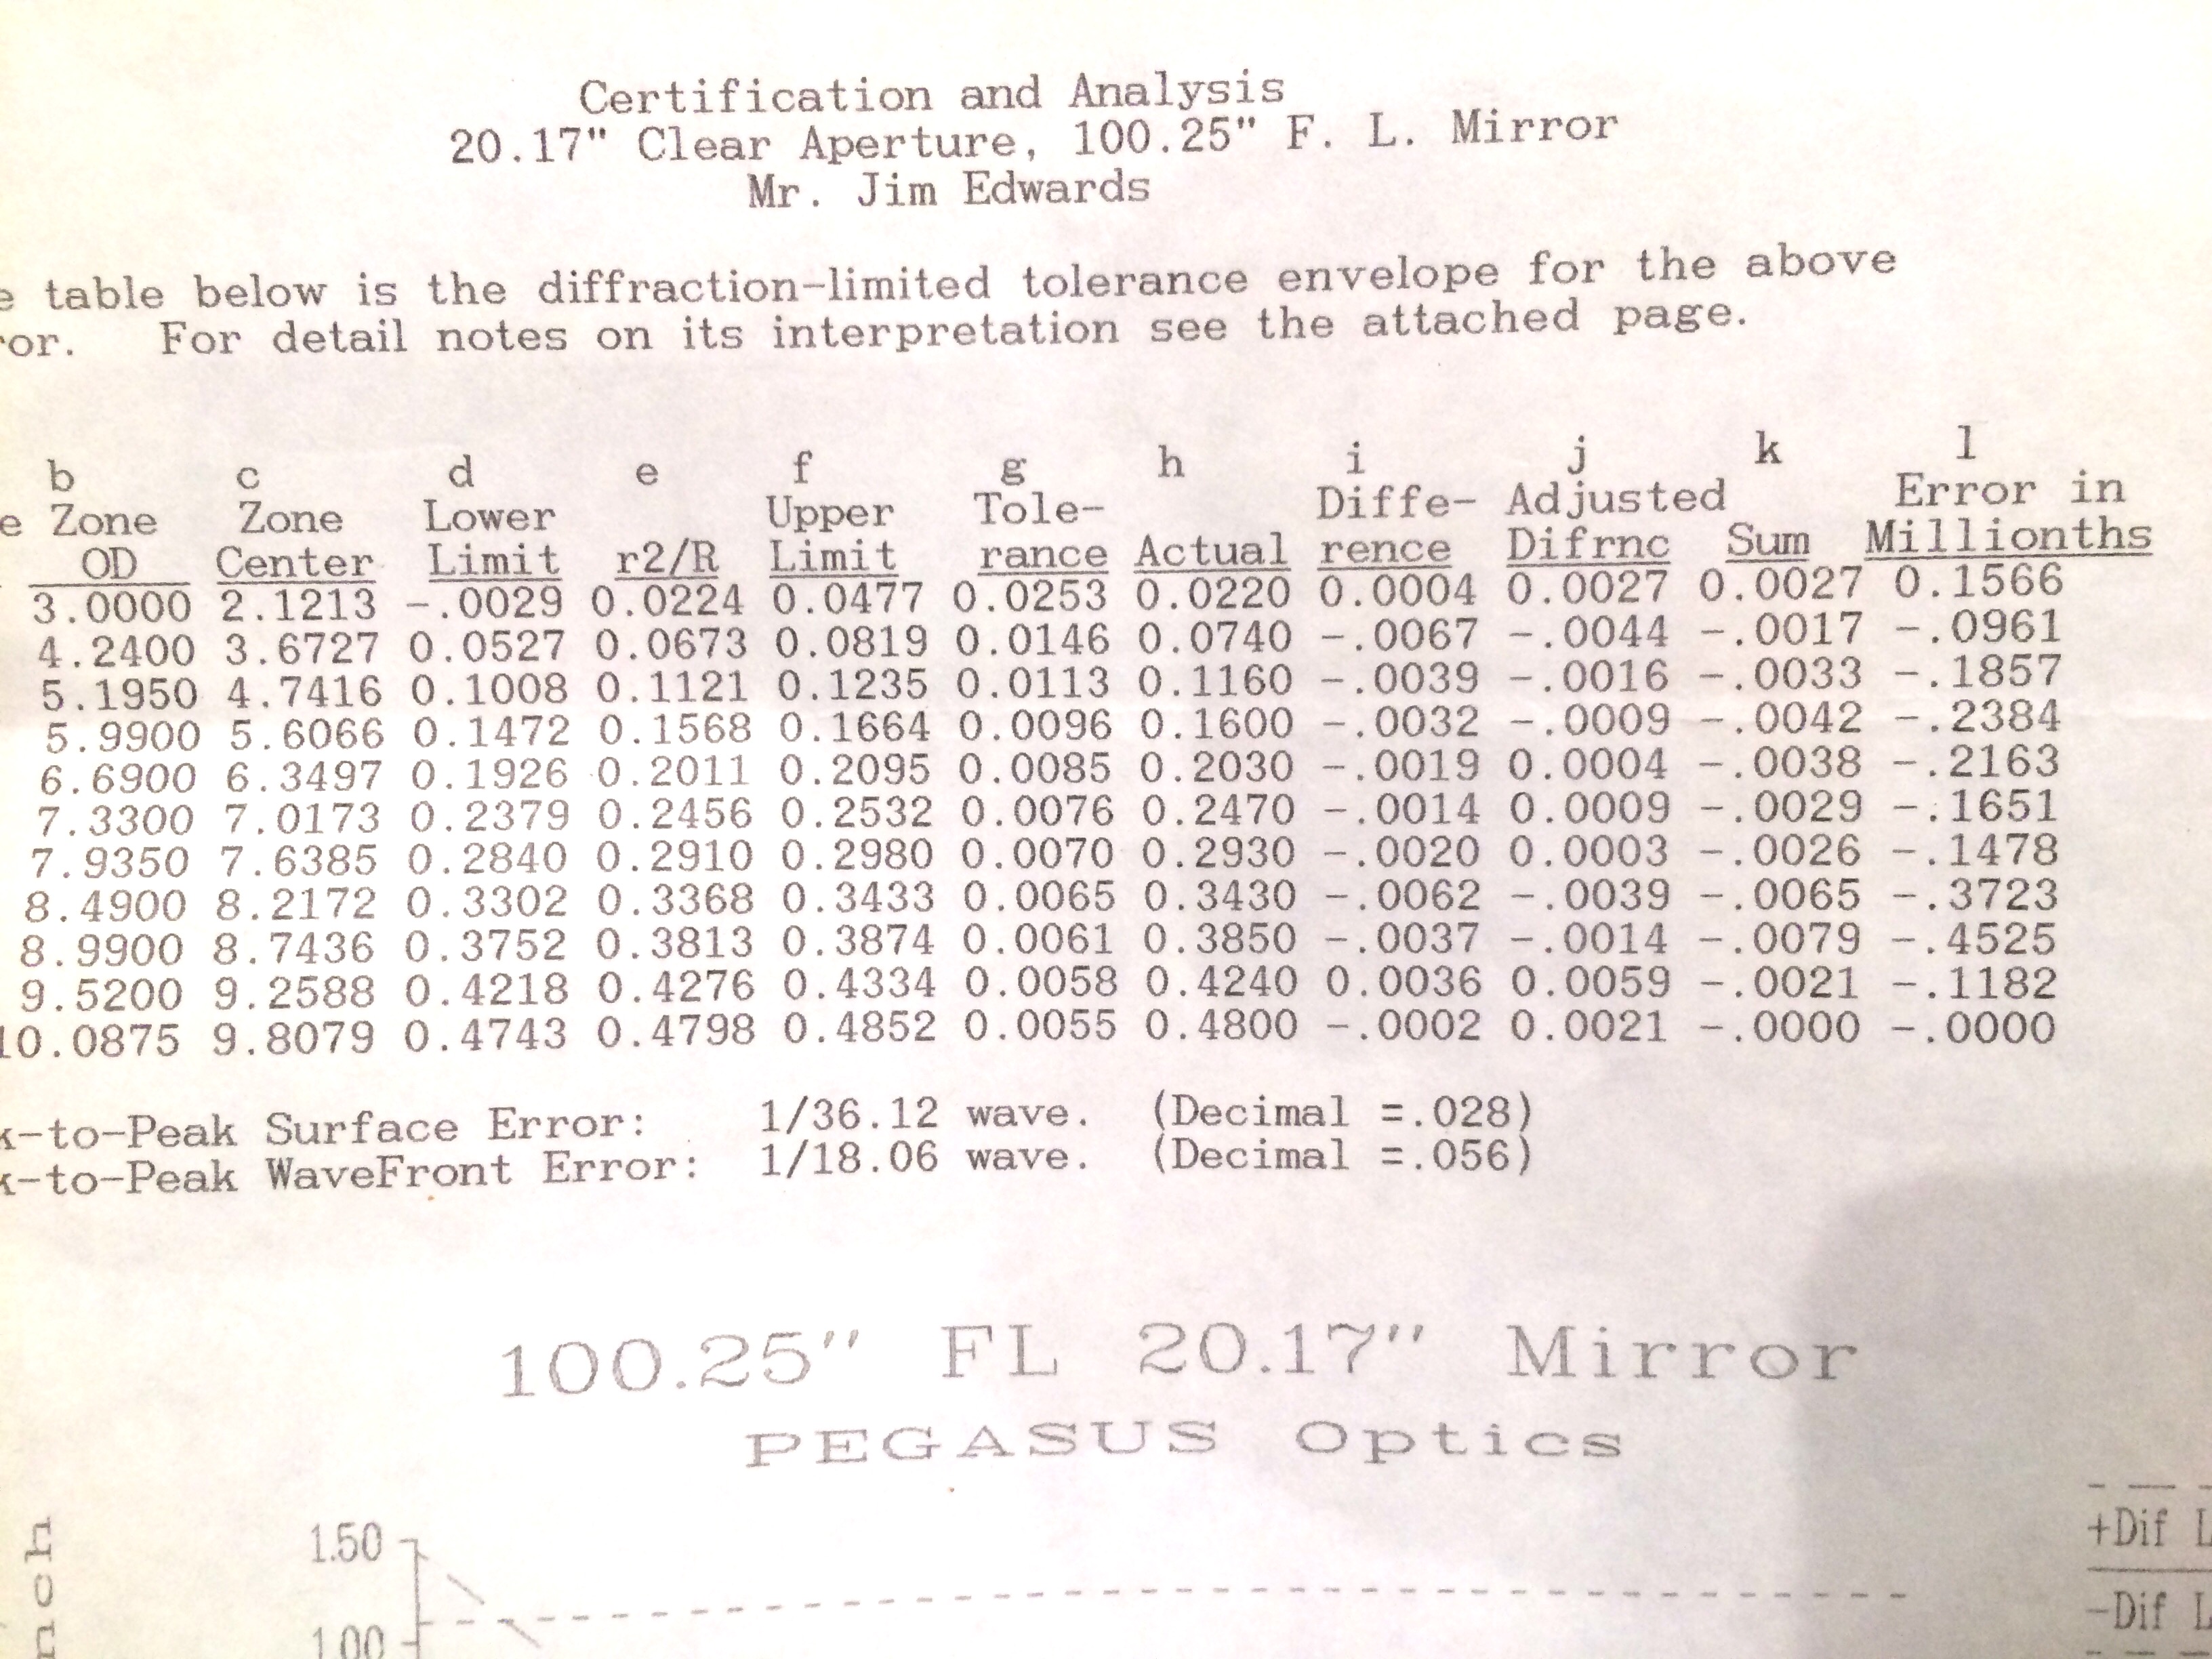 Certification and Analysis
20.17" Clear Aperture, 100.25" F. L. Mirror
Mr. Jim Edwards
e table below is the diffraction-limited tolerance envelope for the above
ror. For detail notes on its interpretation see the attached page.
b c d e f g h i j k l
e Zone Zone Lower Upper Tole- Diffe- Adjusted Error in
OD Center Limit r2/R Limit rance Actual rence Difrnc Sum Millionths
3.0000 2.1213 -.0029 0.0224 0.0477 0.0253 0.0220 0.0004 0.0027 0.0027 0.1566
4.2400 3.6727 0.0527 0.0673 0.0819 0.0146 0.0740 -.0067 -.0044 -.0017 -.0961
5.1950 4.7416 0.1008 0.1121 0.1235 0.0113 0.1160 -.0039 -.0016 -.0033 -.1857
5.9900 5.6066 0.1472 0.1568 0.1664 0.0096 0.1600 -.0032 -.0009 -.0042 -.2384
6.6900 6.3497 0.1926 0.2011 0.2095 0.0085 0.2030 -.0019 0.0004 -.0038 -.2163
7.3300 7.0173 0.2379 0.2456 0.2532 0.0076 0.2470 -.0014 0.0009 -.0029 -.1651
7.9350 7.6385 0.2840 0.2910 0.2980 0.0070 0.2930 -.0020 0.0003 -.0026 -.1478
8.4900 8.2172 0.3302 0.3368 0.3433 0.0065 0.3430 -.0062 -.0039 -.0065 -.3723
8.9900 8.7436 0.3752 0.3813 0.3874 0.0061 0.3850 -.0037 -.0014 -.0079 -.4525
9.5200 9.2588 0.4218 0.4276 0.4334 0.0058 0.4240 0.0036 0.0059 -.0021 -.1182
10.0875 9.8079 0.4743 0.4798 0.4852 0.0055 0.4800 -.0002 0.0021 -.0000 -.0000
k-to-Peak Surface Error: 1/36.12 wave. (Decimal =.028)
k-to-Peak WaveFront Error: 1/18.06 wave. (Decimal =.056)
100.25" FL 20.17" Mirror
PEGASUS Optics
nch
1.50
1.00
+Dif L
-Dif L